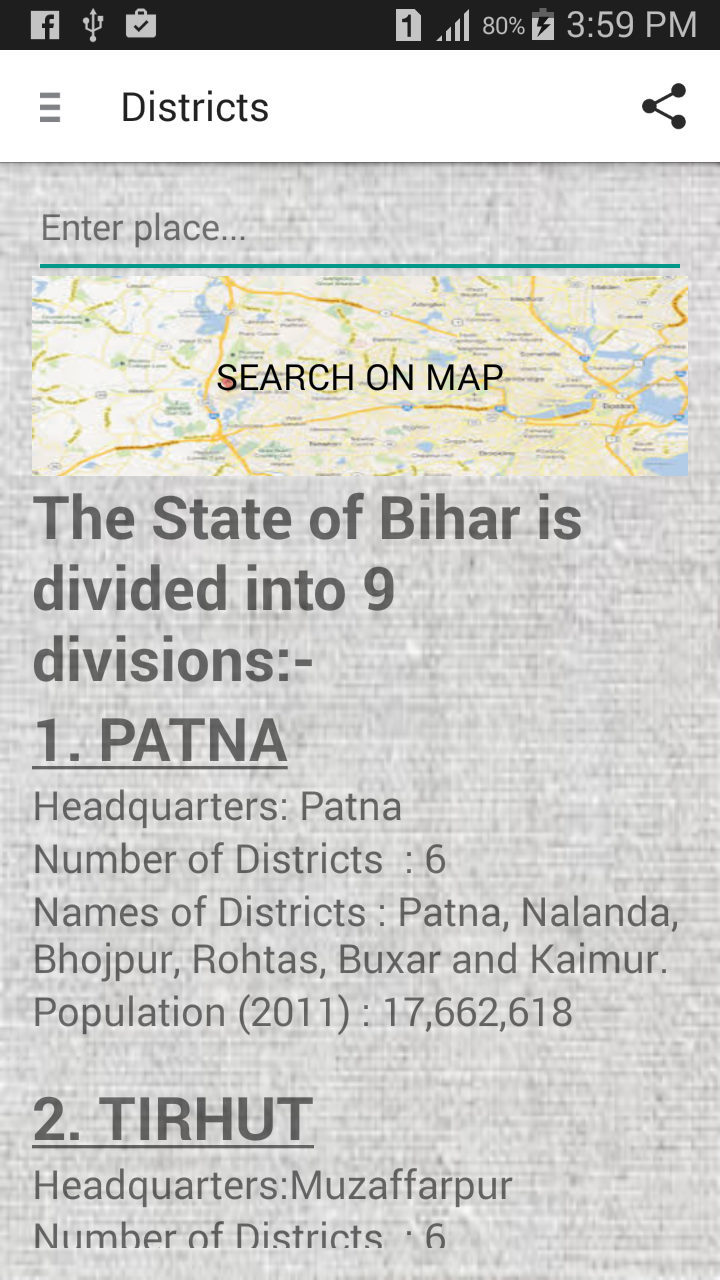 1 80% 3:59 PM
Districts
Enter place...
SEARCH ON MAP
Boston
The State of Bihar is
divided into 9
divisions:-
1. PATNA
Headquarters: Patna
Number of Districts  : 6
Names of Districts : Patna, Nalanda,
Bhojpur, Rohtas, Buxar and Kaimur.
Population (2011) : 17,662,618
2. TIRHUT
Headquarters:Muzaffarpur
Number of Districts  : 6